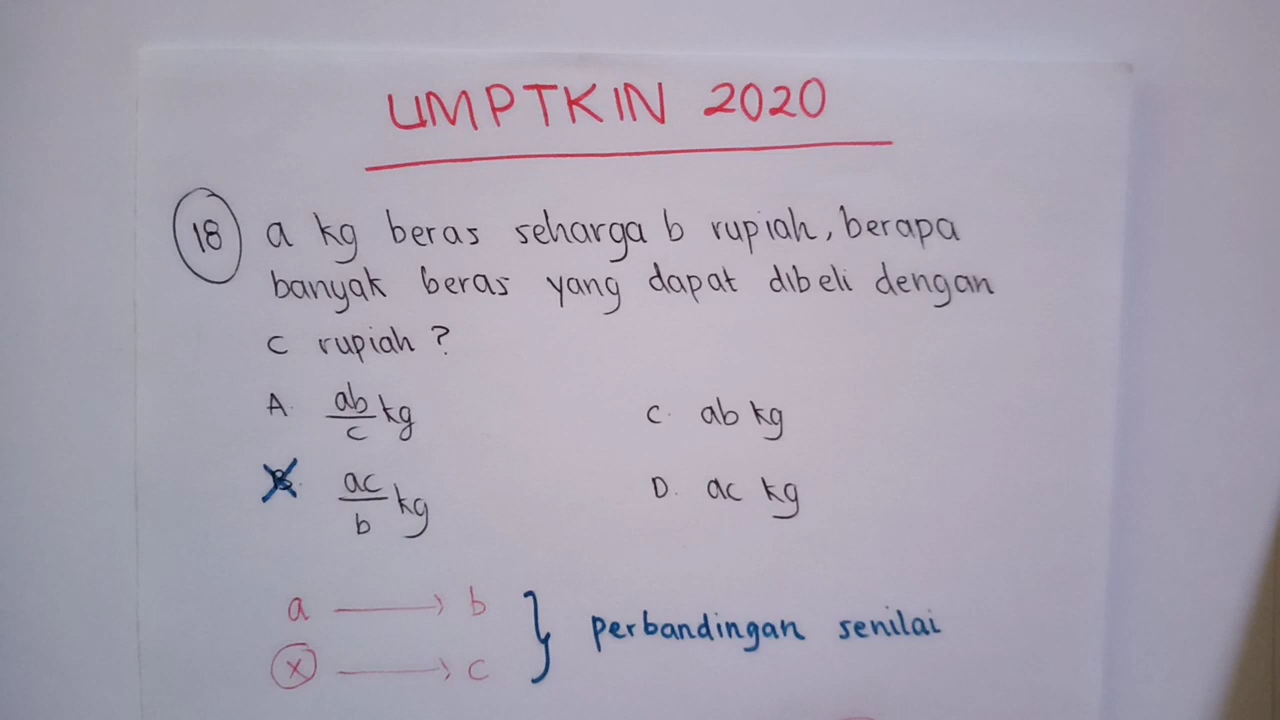 UMPTKIN 2020
18 a kg beras seharga b rupiah, berapa
banyak beras yang dapat dibeli dengan
c rupiah ?
A. ab/c kg
C. ab kg
B. ac/b kg
D. ac kg
a → b
x → c
} perbandingan senilai